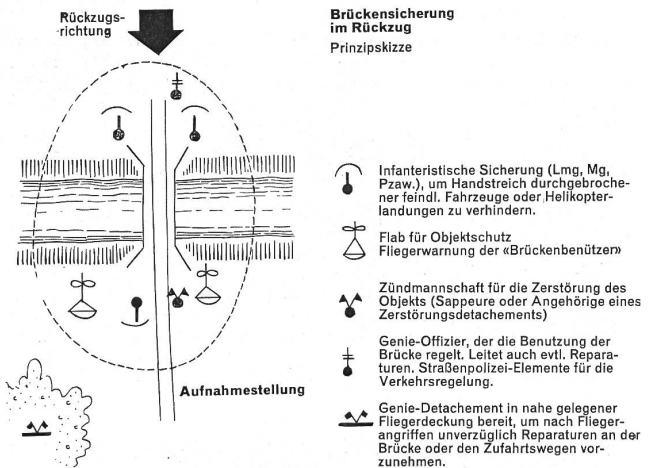 Rückzugs-
richtung
Brückensicherung
im Rückzug
Prinzipskizze
Infanteristische Sicherung (Lmg, Mg,
Pzaw.), um Handstreich durchgebroche-
ner feindl. Fahrzeuge oder Helikopter-
landungen zu verhindern.
Flab für Objektschutz
Fliegerwarnung der «Brückenbenützer»
Zündmannschaft für die Zerstörung des
Objekts (Sappeure oder Angehörige eines
Zerstörungsdetachements)
Genie-Offizier, der die Benutzung der
Brücke regelt. Leitet auch evtl. Repara-
turen. Straßenpolizei-Elemente für die
Verkehrsregelung.
Aufnahmestellung
Genie-Detachement in nahe gelegener
Fliegerdeckung bereit, um nach Flieger-
angriffen unverzüglich Reparaturen an der
Brücke oder den Zufahrtswegen vor-
zunehmen.